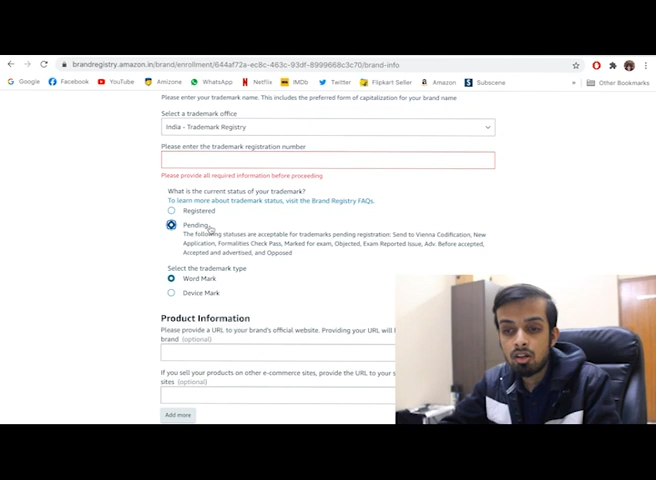 brandregistry.amazon.in/brand/enrollment/644af72a-ec8c-463c-93df-8999668c3c70/brand-info
Google
Facebook
YouTube
Amizone
WhatsApp
Netflix
IMDb
Twitter
Flipkart Seller
Amazon
Subscene
Other Bookmarks
Please enter your trademark name. This includes the preferred form of capitalization for your brand name
Select a trademark office
India - Trademark Registry
Please enter the trademark registration number
Please provide all required information before proceeding
What is the current status of your trademark?
To learn more about trademark status, visit the Brand Registry FAQs.
Registered
Pending
The following statuses are acceptable for trademarks pending registration: Send to Vienna Codification, New
Application, Formalities Check Pass, Marked for exam, Objected, Exam Reported Issue, Adv. Before accepted,
Accepted and advertised, and Opposed
Select the trademark type
Word Mark
Device Mark
Product Information
Please provide a URL to your brand's official website. Providing your URL will
brand (optional)
If you sell your products on other e-commerce sites, provide the URL to your s
sites (optional)
Add more